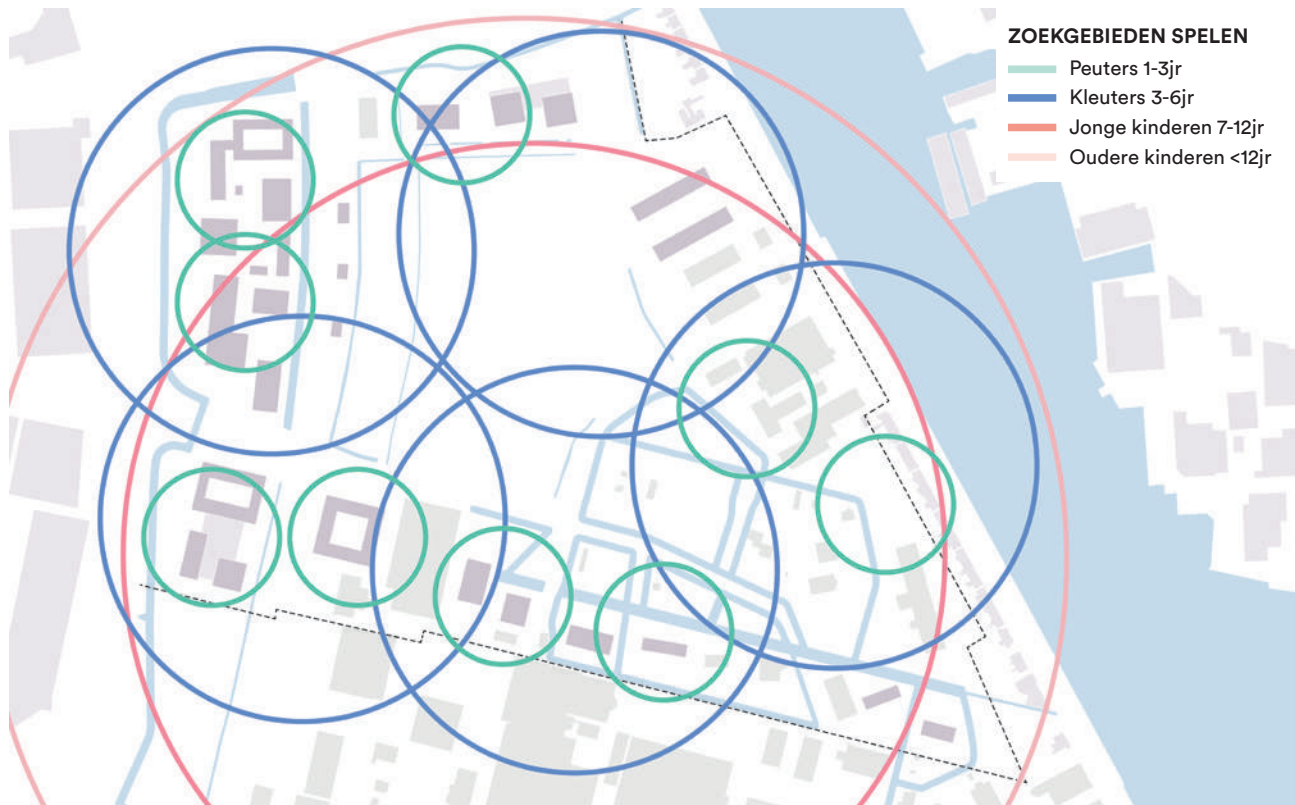 ZOEKGEBIEDEN SPELEN
Peuters 1-3jr
Kleuters 3-6jr
Jonge kinderen 7-12jr
Oudere kinderen <12jr